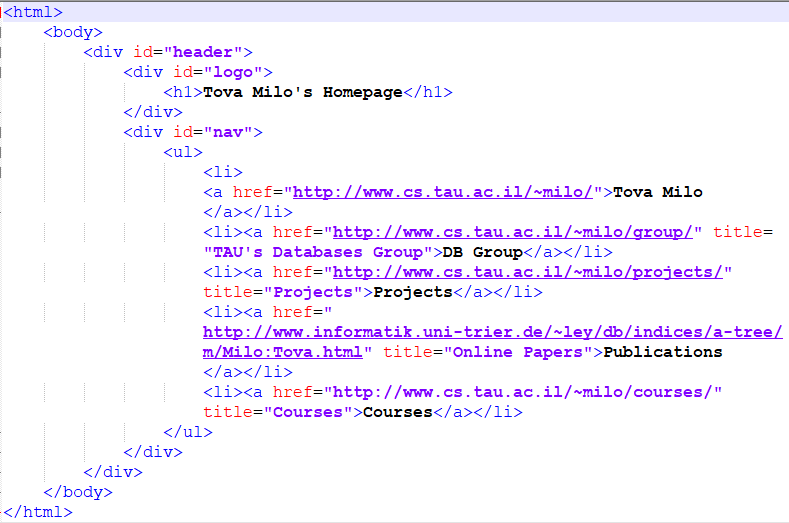 <html>
<body>
<div id="header">
<div id="logo">
<h1>Tova Milo's Homepage</h1>
</div>
<div id="nav">
<ul>
<li>
<a href="http://www.cs.tau.ac.il/~milo/">Tova Milo
</a></li>
<li><a href="http://www.cs.tau.ac.il/~milo/group/" title=
"TAU's Databases Group">DB Group</a></li>
<li><a href="http://www.cs.tau.ac.il/~milo/projects/"
title="Projects">Projects</a></li>
<li><a href="
http://www.informatik.uni-trier.de/~ley/db/indices/a-tree/
m/Milo:Tova.html" title="Online Papers">Publications
</a></li>
<li><a href="http://www.cs.tau.ac.il/~milo/courses/"
title="Courses">Courses</a></li>
</ul>
</div>
</div>
</body>
</html>